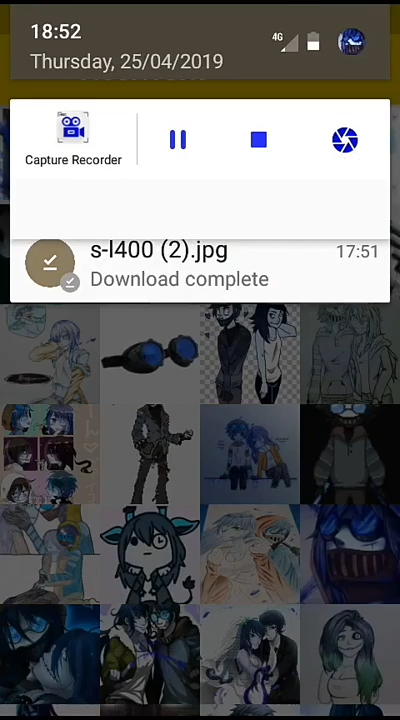 18:52
4G
Thursday, 25/04/2019
Capture Recorder
s-l400 (2).jpg
17:51
Download complete